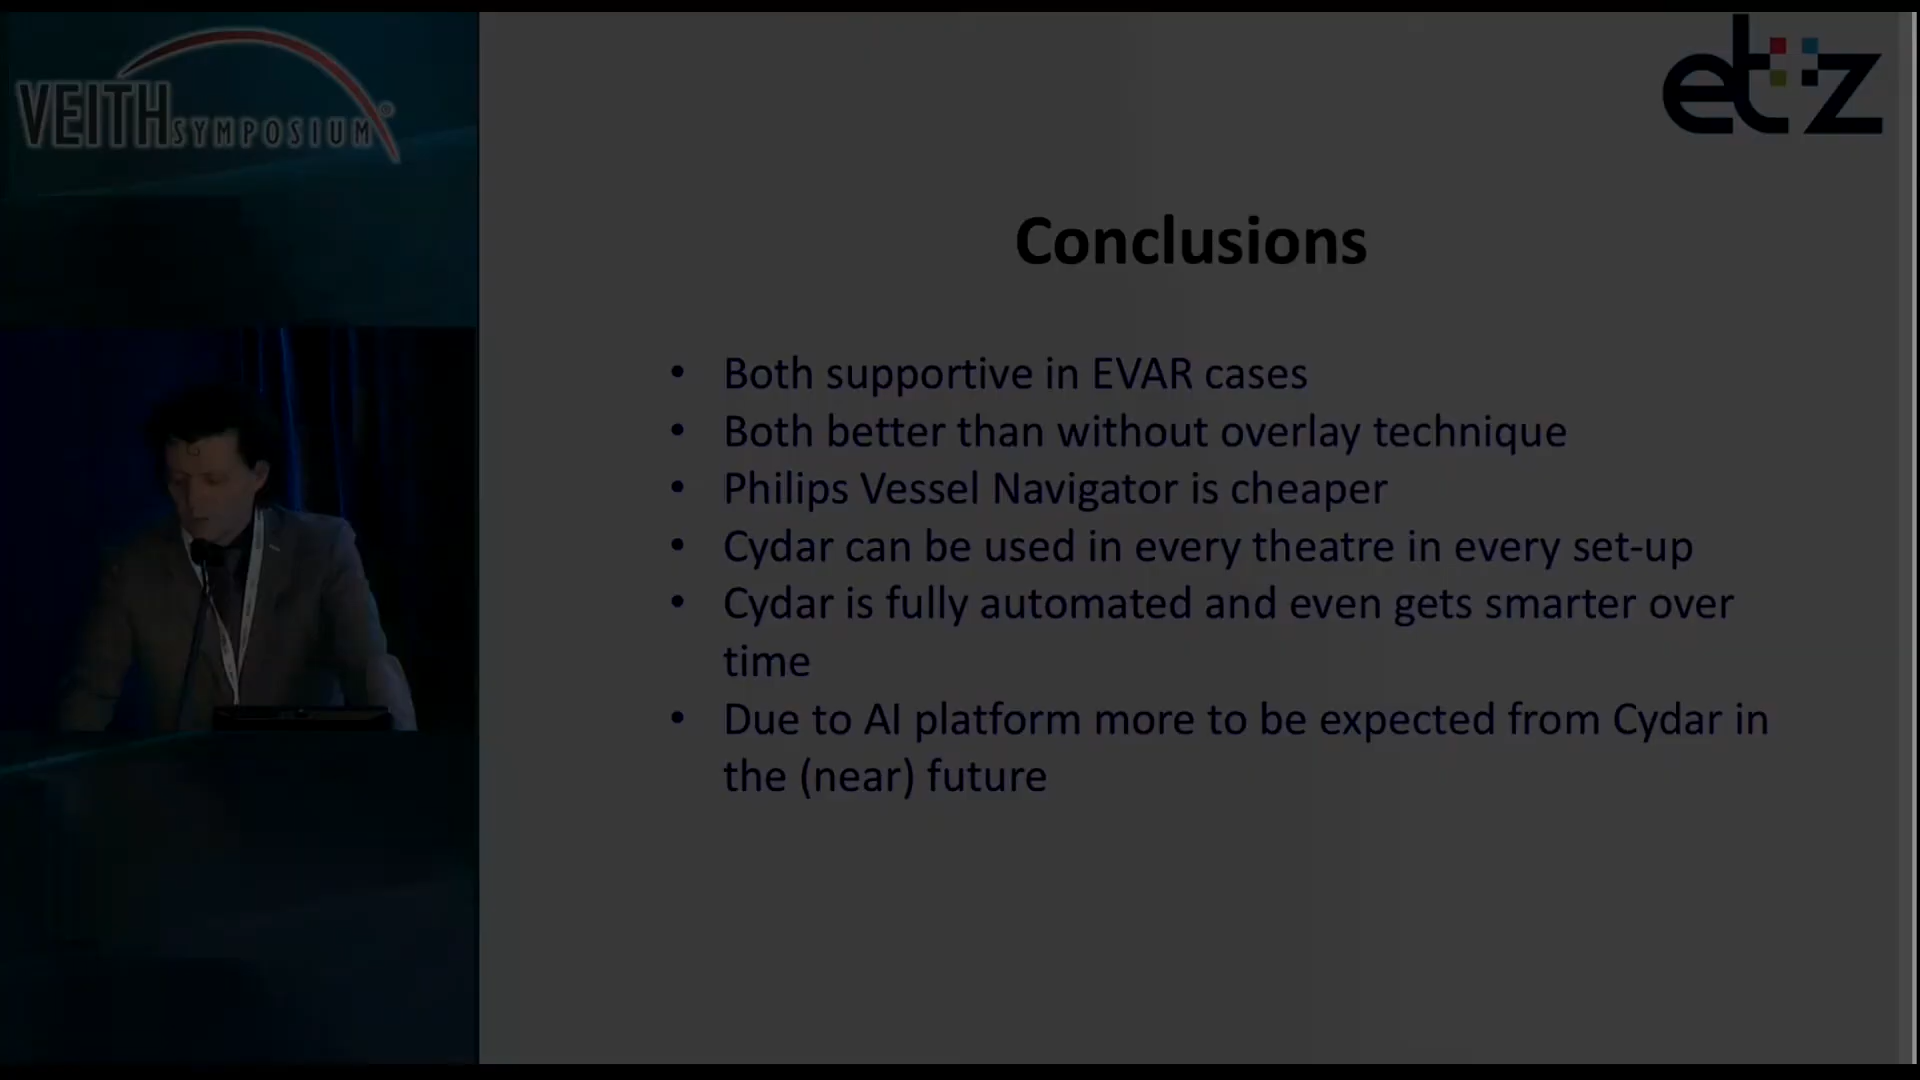 VEITH SYMPOSIUM®
etz
Conclusions
• Both supportive in EVAR cases
• Both better than without overlay technique
• Philips Vessel Navigator is cheaper
• Cydar can be used in every theatre in every set-up
• Cydar is fully automated and even gets smarter over
time
• Due to AI platform more to be expected from Cydar in
the (near) future